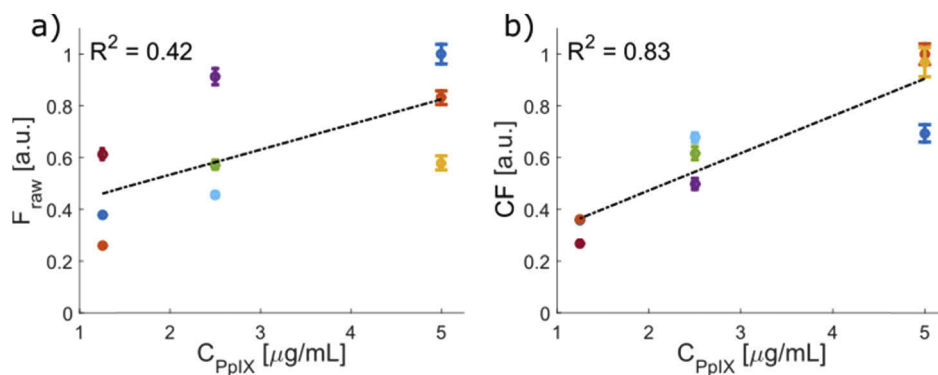 a)
R² = 0.42
F_raw [a.u.]
1
0.8
0.6
0.4
0.2
0
1 2 3 4 5
C_PpIX [μg/mL]
b)
R² = 0.83
CF [a.u.]
1
0.8
0.6
0.4
0.2
0
1 2 3 4 5
C_PpIX [μg/mL]